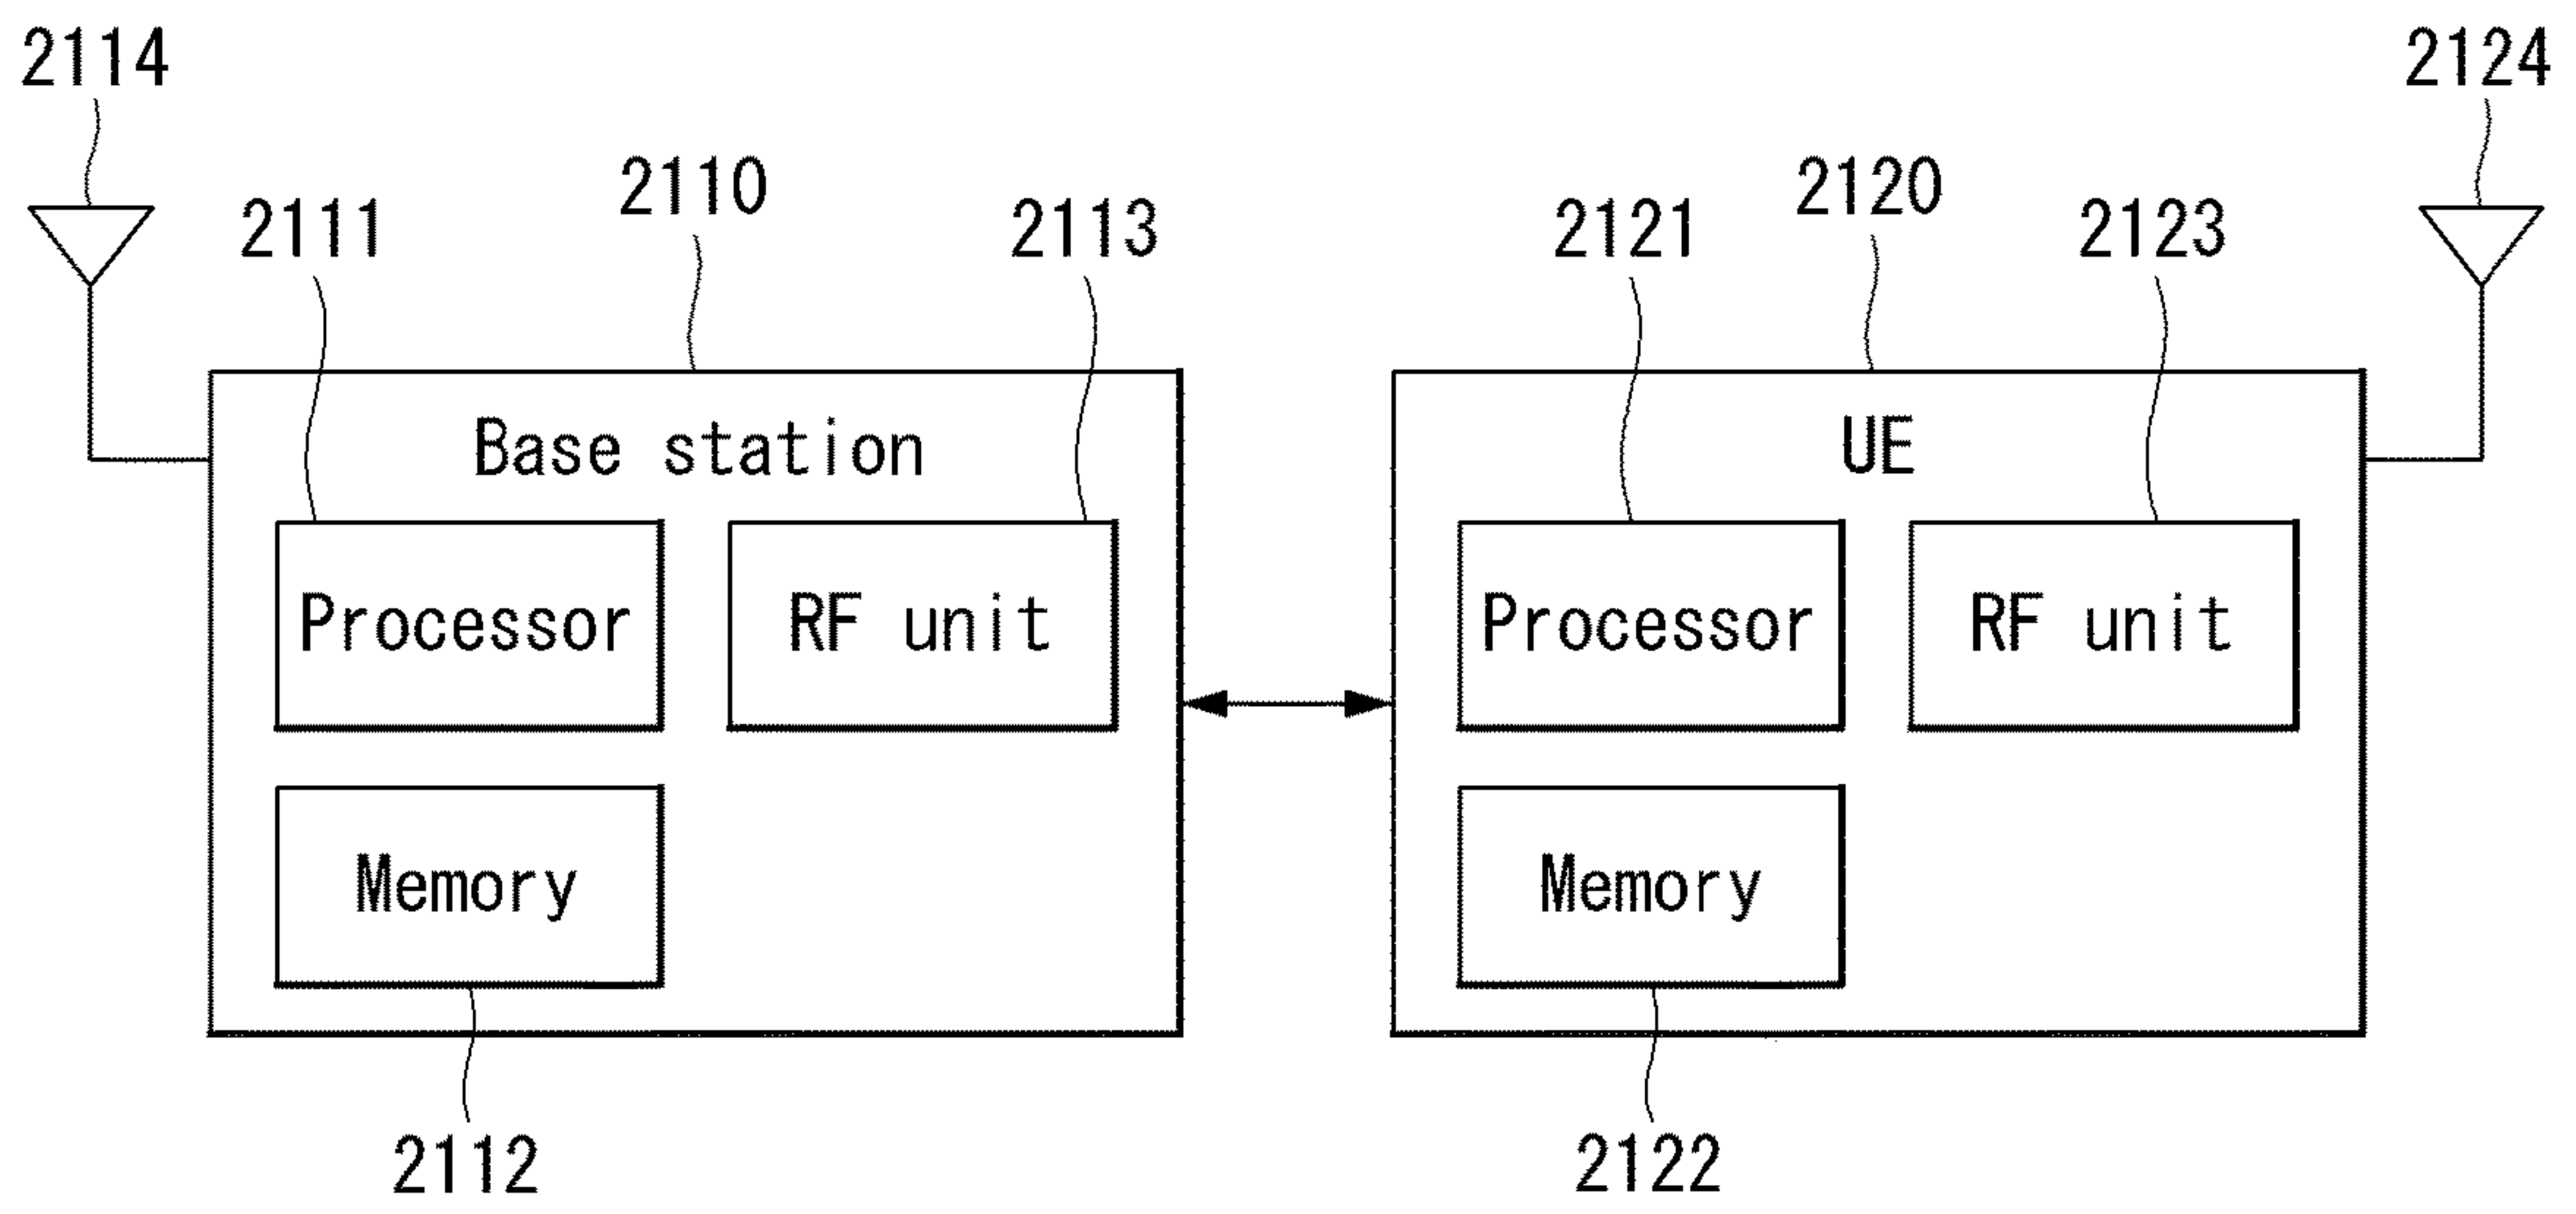 2114
2124
2110
2120
2111
2113
2121
2123
Base station
UE
Processor
RF unit
Processor
RF unit
Memory
Memory
2112
2122